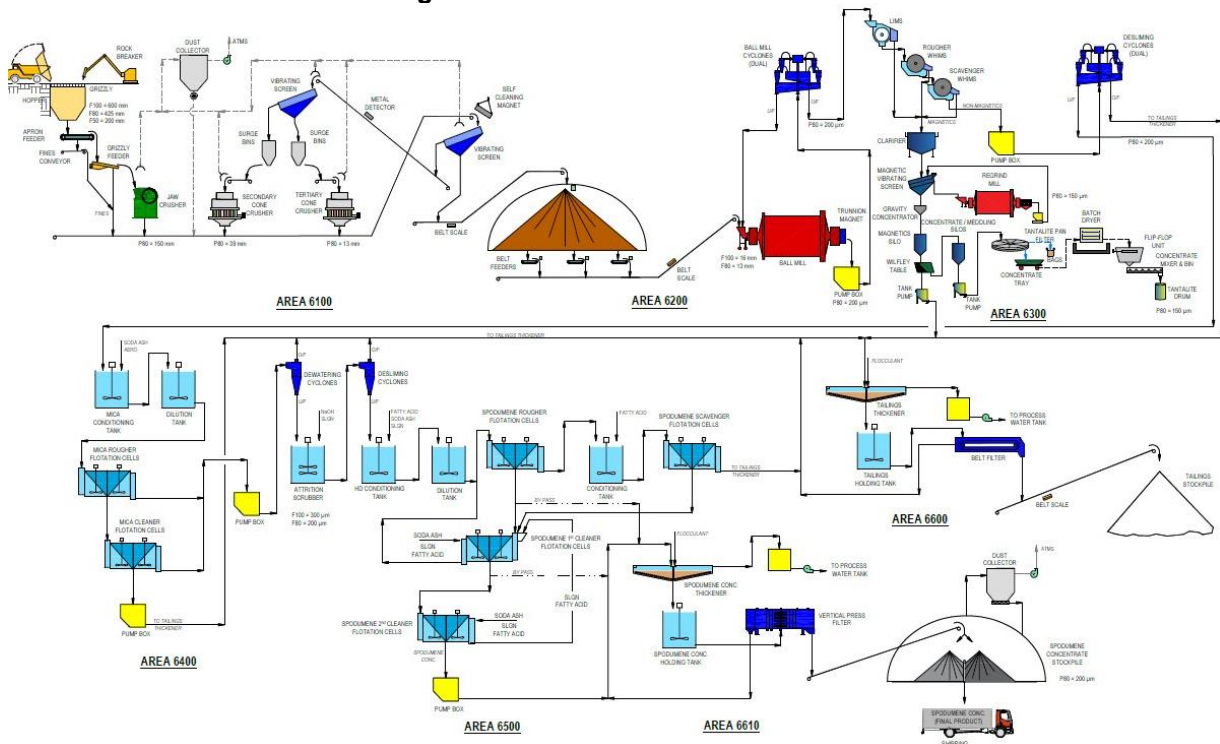 ROCK
BREAKER
DUST
COLLECTOR
ATMS
HOPPER
GRIZZLY
F100 = 600 mm
F80 = 425 mm
F50 = 200 mm
APRON
FEEDER
FINES
CONVEYOR
GRIZZLY
FEEDER
FINES
JAW
CRUSHER
P80 = 150 mm
VIBRATING
SCREEN
SURGE
BINS
SURGE
BINS
SECONDARY
CONE
CRUSHER
P80 = 39 mm
TERTIARY
CONE
CRUSHER
P80 = 13 mm
METAL
DETECTOR
SELF
CLEANING
MAGNET
VIBRATING
SCREEN
BELT SCALE
AREA 6100
BELT
FEEDERS
BELT
SCALE
AREA 6200
BALL MILL
CYCLONES
(DUAL)
U/F
O/F
P80 = 200 µm
F100 = 16 mm
F80 = 13 mm
BALL MILL
TRUNNION
MAGNET
PUMP BOX
P80 = 200 µm
LIMS
ROUGHER
WHIMS
SCAVENGER
WHIMS
NON MAGNETICS
MAGNETICS
PUMP BOX
DESLIMING
CYCLONES
(DUAL)
U/F
O/F
TO TAILINGS
THICKENER
P80 = 200 µm
CLARIFIER
MAGNETIC
VIBRATING
SCREEN
REGRIND
MILL
P80 = 150 µm
GRAVITY
CONCENTRATOR
CONCENTRATE / MIDDLING
SILOS
MAGNETICS
SILO
WILFLEY
TABLE
TANK
PUMP
TANK
PUMP
TANTALITE PAN
FILTER
BAGS
CONCENTRATE
TRAY
BATCH
DRYER
FLIP-FLOP
UNIT
CONCENTRATE
MIXER & BIN
TANTALITE
DRUM
P80 = 150 µm
AREA 6300
TO TAILINGS THICKENER
SODA ASH
AERO
MICA
CONDITIONING
TANK
DILUTION
TANK
MICA ROUGHER
FLOTATION CELLS
MICA CLEANER
FLOTATION CELLS
PUMP BOX
TO TAILINGS
THICKENER
AREA 6400
PUMP BOX
O/F
DEWATERING
CYCLONES
U/F
NaOH
SLGN
ATTRITION
SCRUBBER
F100 = 300 µm
F80 = 200 µm
O/F
DESLIMING
CYCLONES
U/F
FATTY ACID
SODA ASH
SLGN
HD CONDITIONING
TANK
DILUTION
TANK
SPODUMENE ROUGHER
FLOTATION CELLS
FATTY ACID
CONDITIONING
TANK
SPODUMENE SCAVENGER
FLOTATION CELLS
TO TAILINGS
THICKENER
BY PASS
SODA ASH
SLGN
FATTY ACID
SPODUMENE 1ST CLEANER
FLOTATION CELLS
BY PASS
SLGN
FATTY ACID
SPODUMENE 2ND CLEANER
FLOTATION CELLS
SODA ASH
SLGN
FATTY ACID
SPODUMENE
CONC
PUMP BOX
AREA 6500
FLOCCULANT
SPODUMENE CONC.
THICKENER
TO PROCESS
WATER TANK
SPODUMENE CONC.
HOLDING TANK
VERTICAL PRESS
FILTER
AREA 6610
FLOCCULANT
TAILINGS
THICKENER
TO PROCESS
WATER TANK
TAILINGS
HOLDING TANK
BELT FILTER
BELT SCALE
TAILINGS
STOCKPILE
AREA 6600
DUST
COLLECTOR
ATMS
SPODUMENE
CONCENTRATE
STOCKPILE
P80 = 200 µm
SPODUMENE CONC.
(FINAL PRODUCT)
SHIPPING